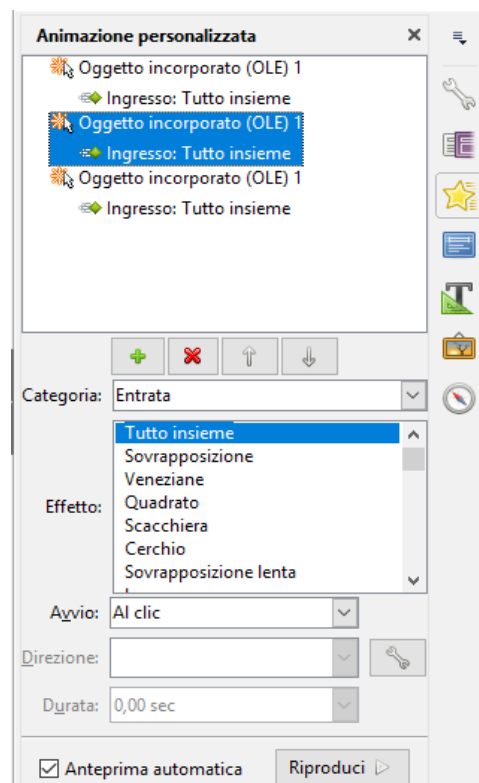 Animazione personalizzata
Oggetto incorporato (OLE) 1
Ingresso: Tutto insieme
Oggetto incorporato (OLE) 1
Ingresso: Tutto insieme
Oggetto incorporato (OLE) 1
Ingresso: Tutto insieme
Categoria: Entrata
Effetto:
Tutto insieme
Sovrapposizione
Veneziane
Quadrato
Scacchiera
Cerchio
Sovrapposizione lenta
Avvio: Al clic
Direzione:
Durata: 0,00 sec
Anteprima automatica Riproduci